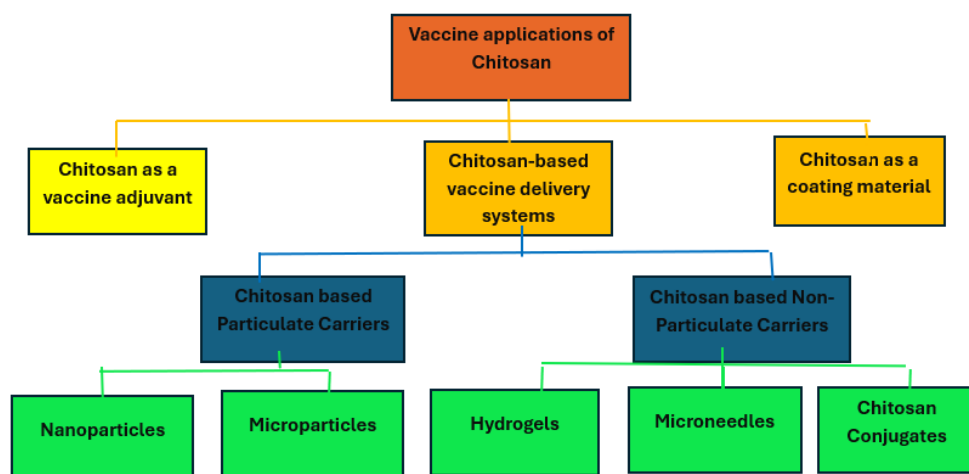 Vaccine applications of
Chitosan
Chitosan as a
vaccine adjuvant
Chitosan-based
vaccine delivery
systems
Chitosan as a
coating material
Chitosan based
Particulate Carriers
Chitosan based Non-
Particulate Carriers
Nanoparticles
Microparticles
Hydrogels
Microneedles
Chitosan
Conjugates